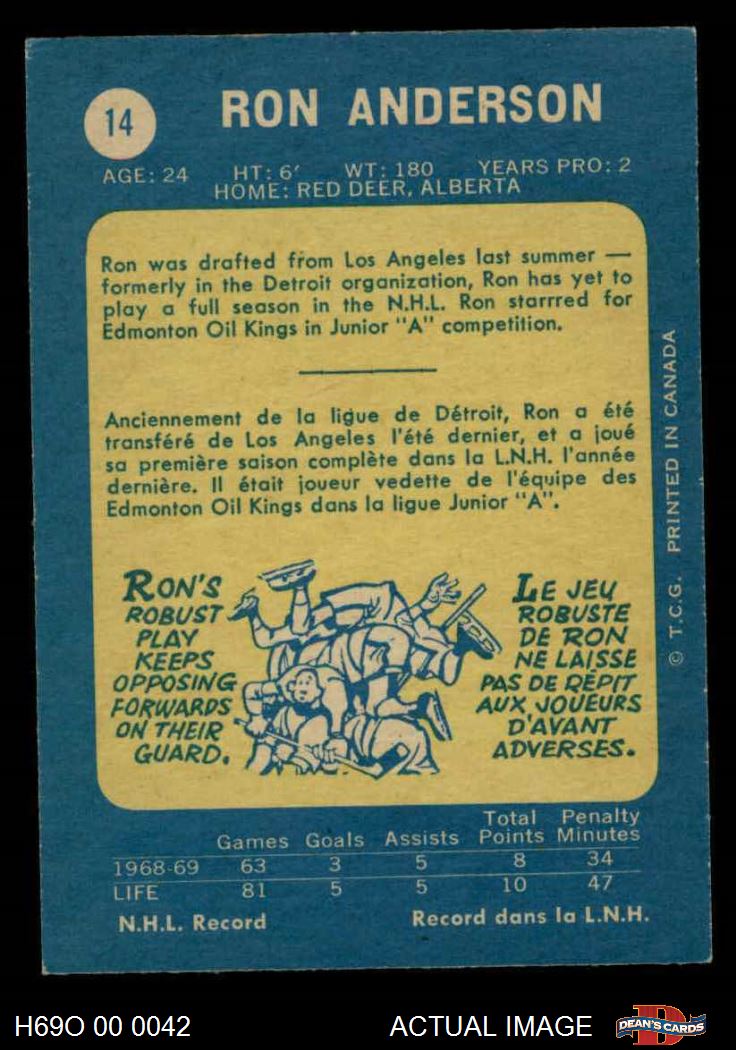 14
RON ANDERSON
AGE: 24 HT: 6' WT: 180 YEARS PRO: 2
HOME: RED DEER, ALBERTA
Ron was drafted from Los Angeles last summer —
formerly in the Detroit organization, Ron has yet to
play a full season in the N.H.L. Ron starrred for
Edmonton Oil Kings in Junior "A" competition.
Anciennement de la ligue de Détroit, Ron a été
transféré de Los Angeles l'été dernier, et a joué
sa première saison complète dans la L.N.H. l'année
dernière. Il était joueur vedette de l'équipe des
Edmonton Oil Kings dans la ligue Junior "A".
RON'S
ROBUST
PLAY
KEEPS
OPPOSING
FORWARDS
ON THEIR
GUARD.
LE JEU
ROBUSTE
DE RON
NE LAISSE
PAS DE RÉPIT
AUX JOUEURS
D'AVANT
ADVERSES.
© T.C.G. PRINTED IN CANADA
Total Penalty
Games Goals Assists Points Minutes
1968-69 63 3 5 8 34
LIFE 81 5 5 10 47
N.H.L. Record Record dans la L.N.H.
H69O 00 0042 ACTUAL IMAGE D DEAN'S CARDS